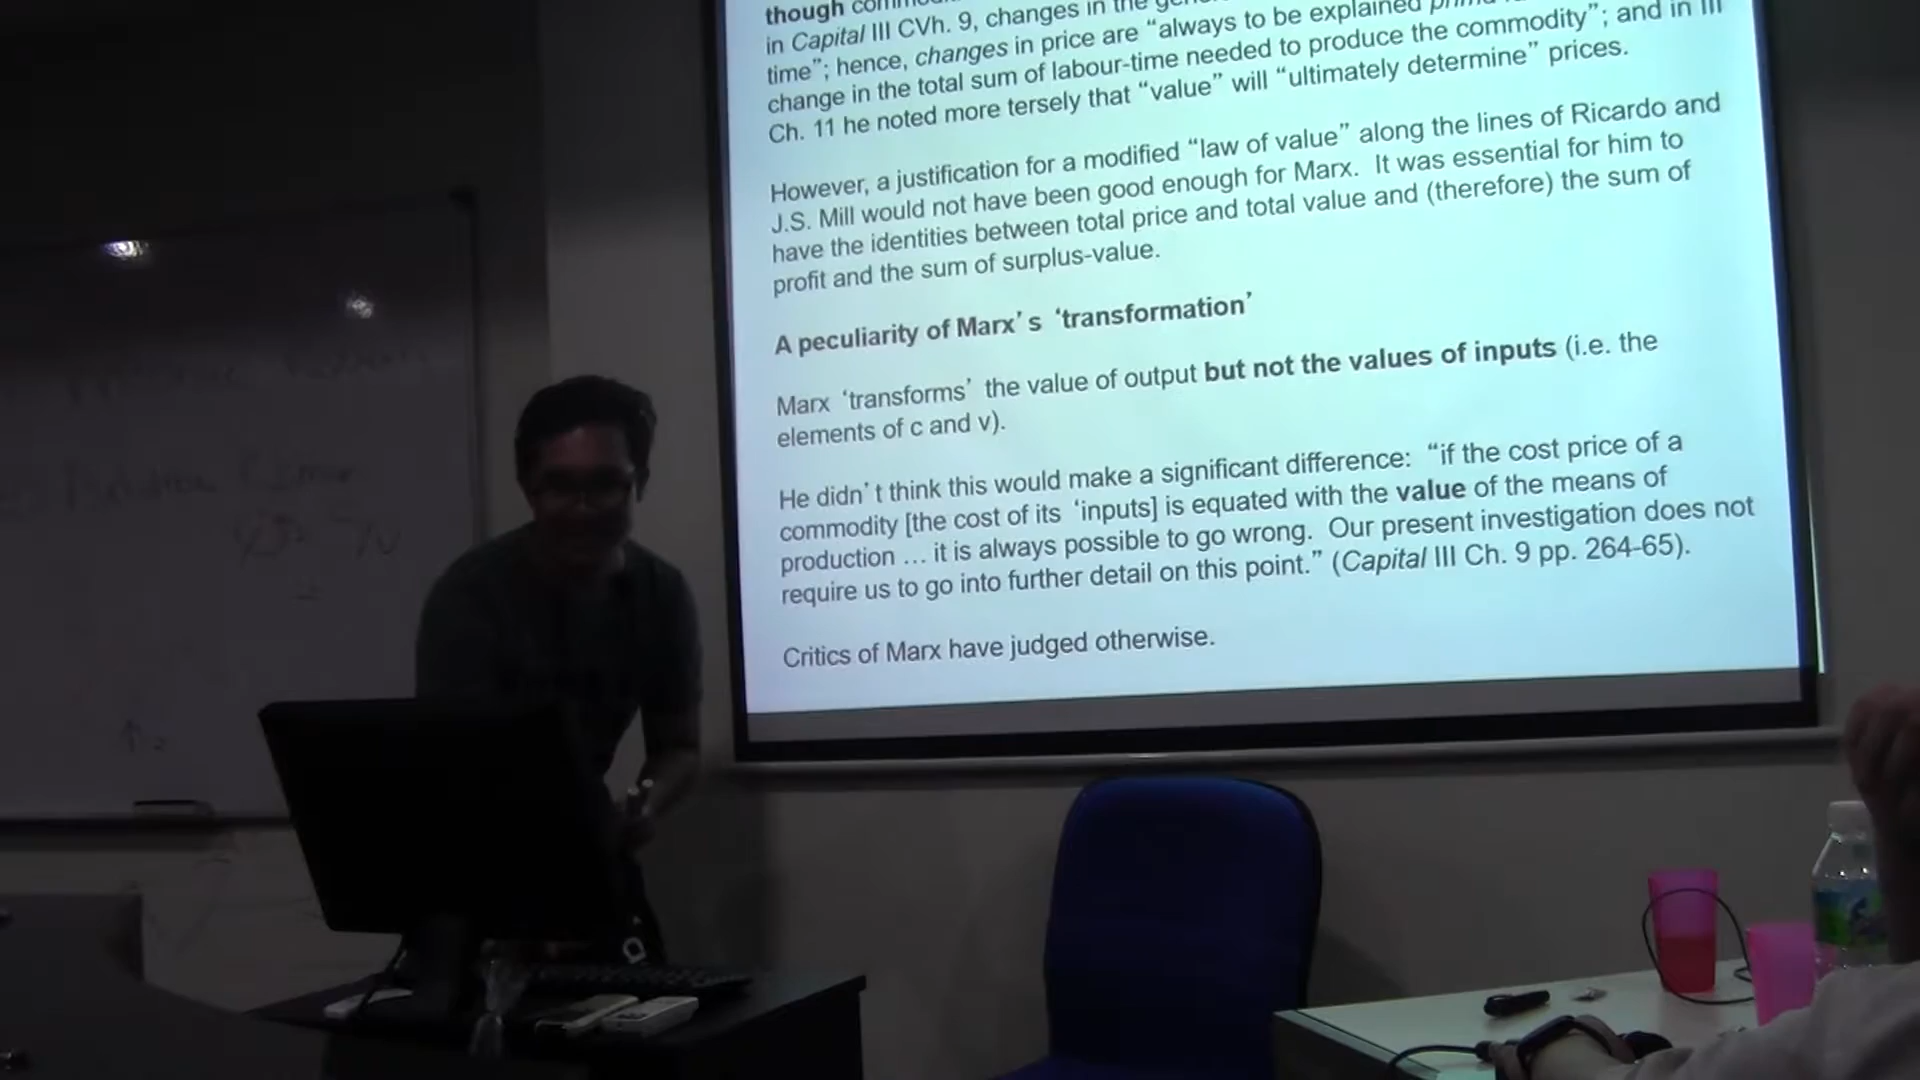 though
in Capital III CVh. 9, changes in the
time”; hence, changes in price are “always to be explained
change in the total sum of labour-time needed to produce the commodity”; and in III
Ch. 11 he noted more tersely that “value” will “ultimately determine” prices.
However, a justification for a modified “law of value” along the lines of Ricardo and
J.S. Mill would not have been good enough for Marx. It was essential for him to
have the identities between total price and total value and (therefore) the sum of
profit and the sum of surplus-value.
A peculiarity of Marx’s ‘transformation’
Marx ‘transforms’ the value of output but not the values of inputs (i.e. the
elements of c and v).
He didn’t think this would make a significant difference: “if the cost price of a
commodity [the cost of its ‘inputs] is equated with the value of the means of
production … it is always possible to go wrong. Our present investigation does not
require us to go into further detail on this point.” (Capital III Ch. 9 pp. 264-65).
Critics of Marx have judged otherwise.